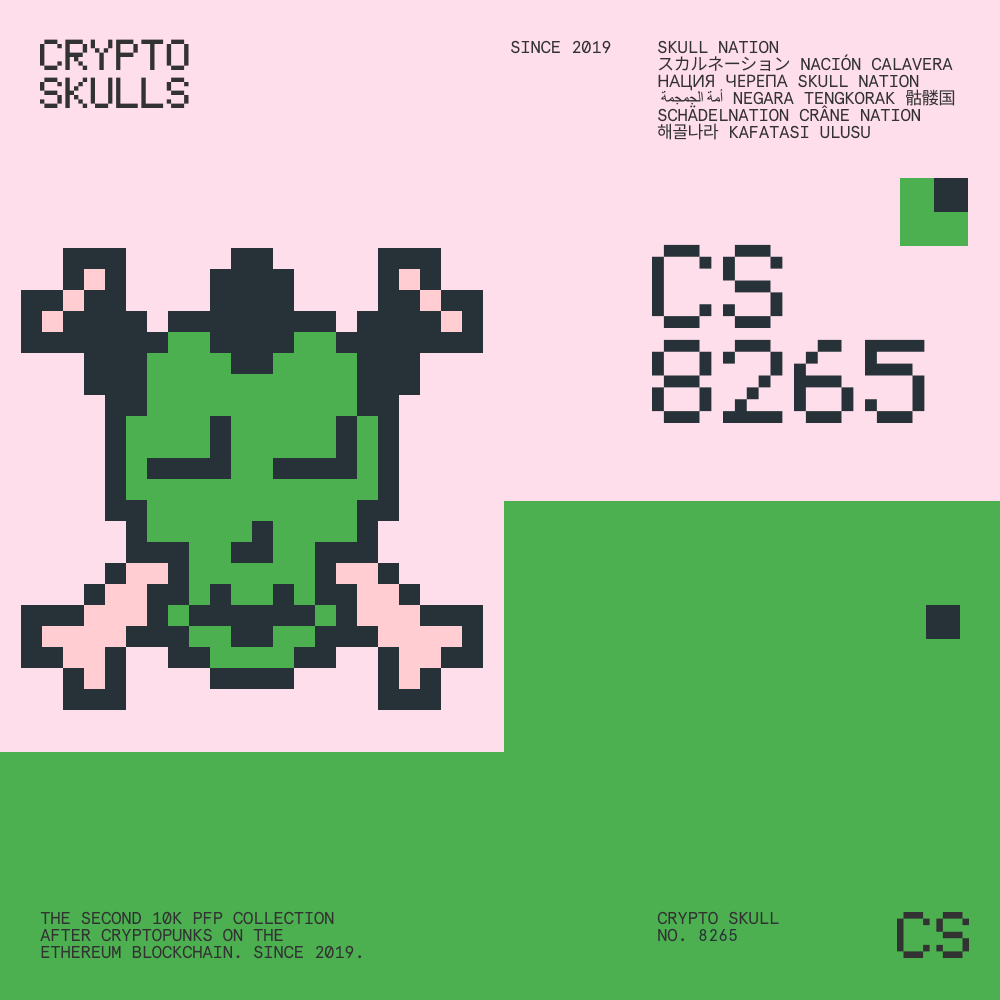 CRYPTO
SKULLS
SINCE 2019
SKULL NATION
スカルネーション NACIÓN CALAVERA
НАЦИЯ ЧЕРЕПА SKULL NATION
أمة الجمجمة NEGARA TENGKORAK 骷髅国
SCHÄDELNATION CRÂNE NATION
해골나라 KAFATASI ULUSU
CS
8265
THE SECOND 10K PFP COLLECTION
AFTER CRYPTOPUNKS ON THE
ETHEREUM BLOCKCHAIN. SINCE 2019.
CRYPTO SKULL
NO. 8265
CS